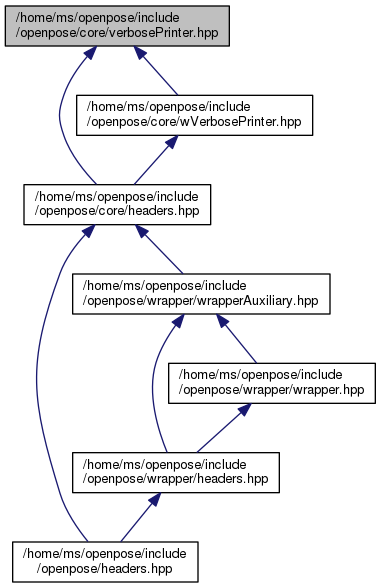 /home/ms/openpose/include
/openpose/core/verbosePrinter.hpp
/home/ms/openpose/include
/openpose/core/wVerbosePrinter.hpp
/home/ms/openpose/include
/openpose/core/headers.hpp
/home/ms/openpose/include
/openpose/wrapper/wrapperAuxiliary.hpp
/home/ms/openpose/include
/openpose/wrapper/wrapper.hpp
/home/ms/openpose/include
/openpose/wrapper/headers.hpp
/home/ms/openpose/include
/openpose/headers.hpp